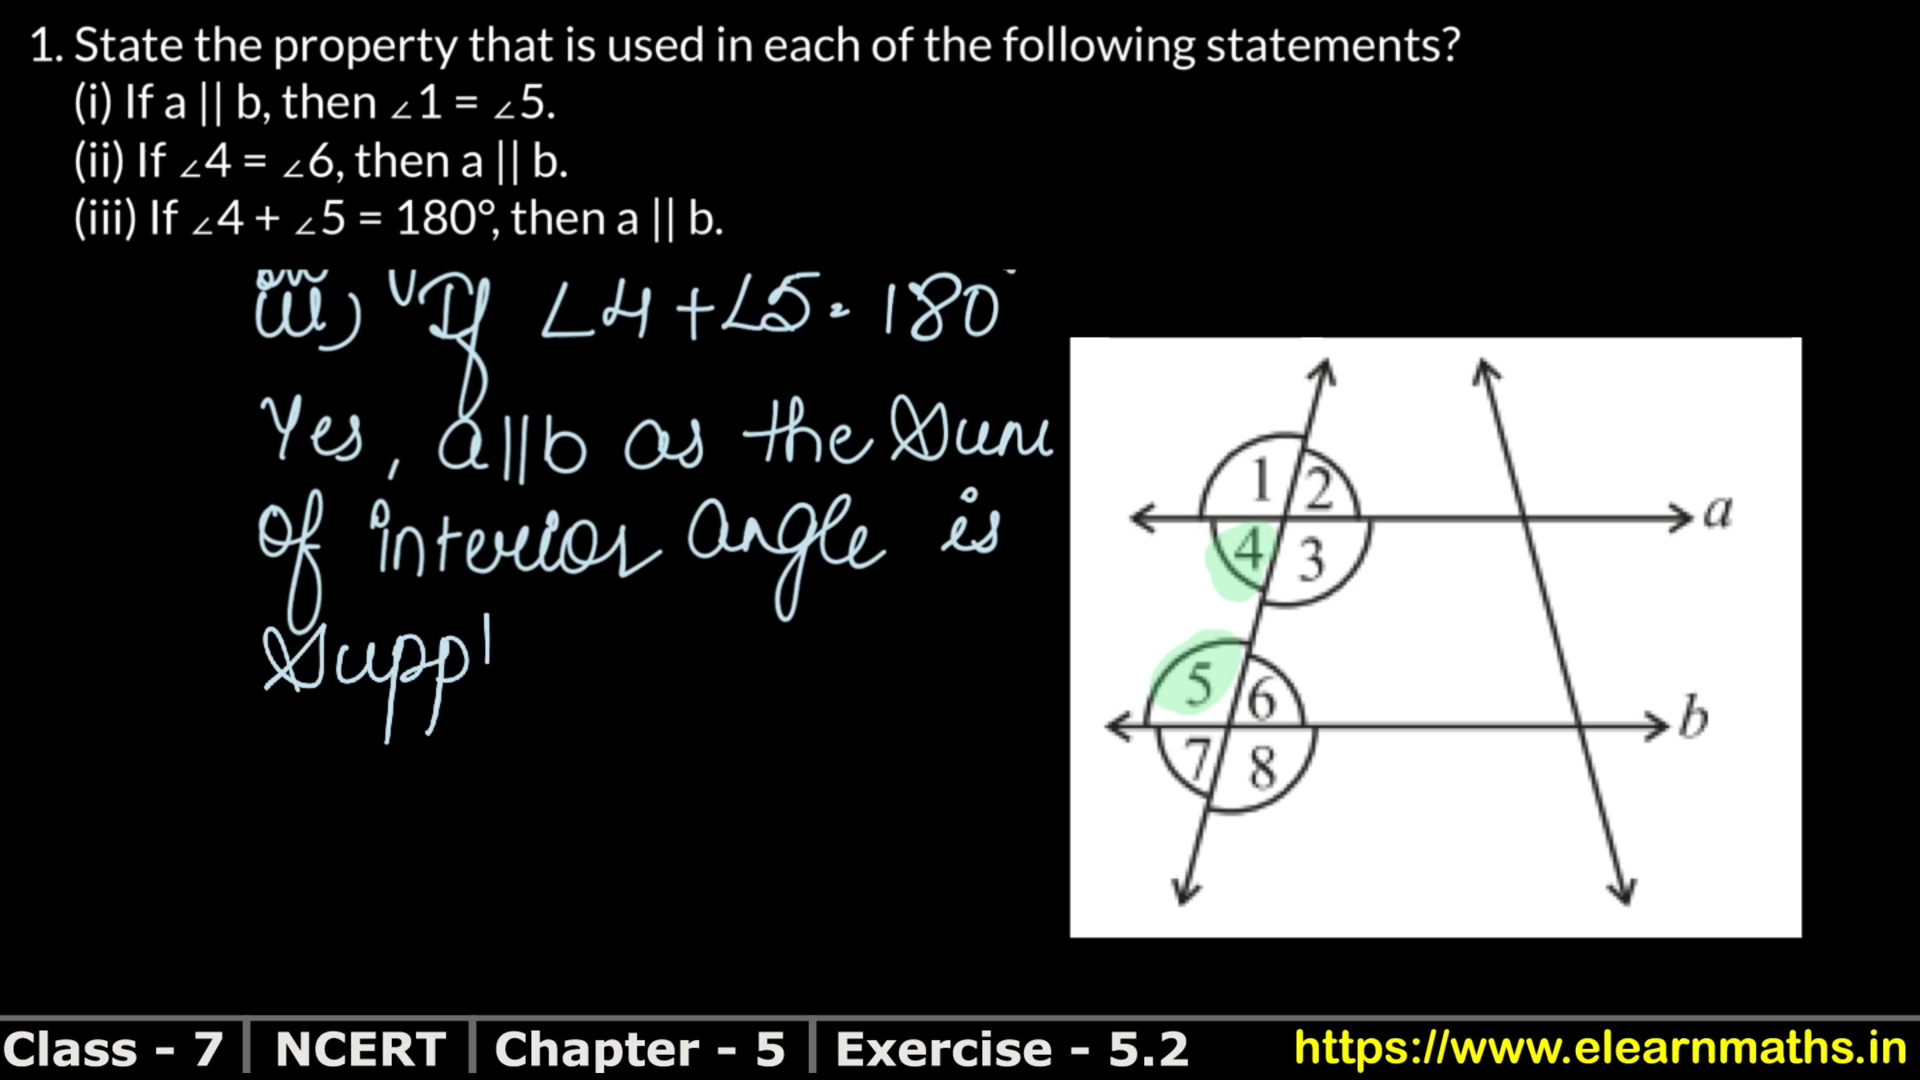 1. State the property that is used in each of the following statements?
(i) If a || b, then ∠1 = ∠5.
(ii) If ∠4 = ∠6, then a || b.
(iii) If ∠4 + ∠5 = 180°, then a || b.
iii) If ∠4 + ∠5 = 180°
Yes, a||b as the Sum
of interior angle is
Suppl
1 2
a
4 3
5 6
b
7 8
Class - 7 | NCERT | Chapter - 5 | Exercise - 5.2 https://www.elearnmaths.in